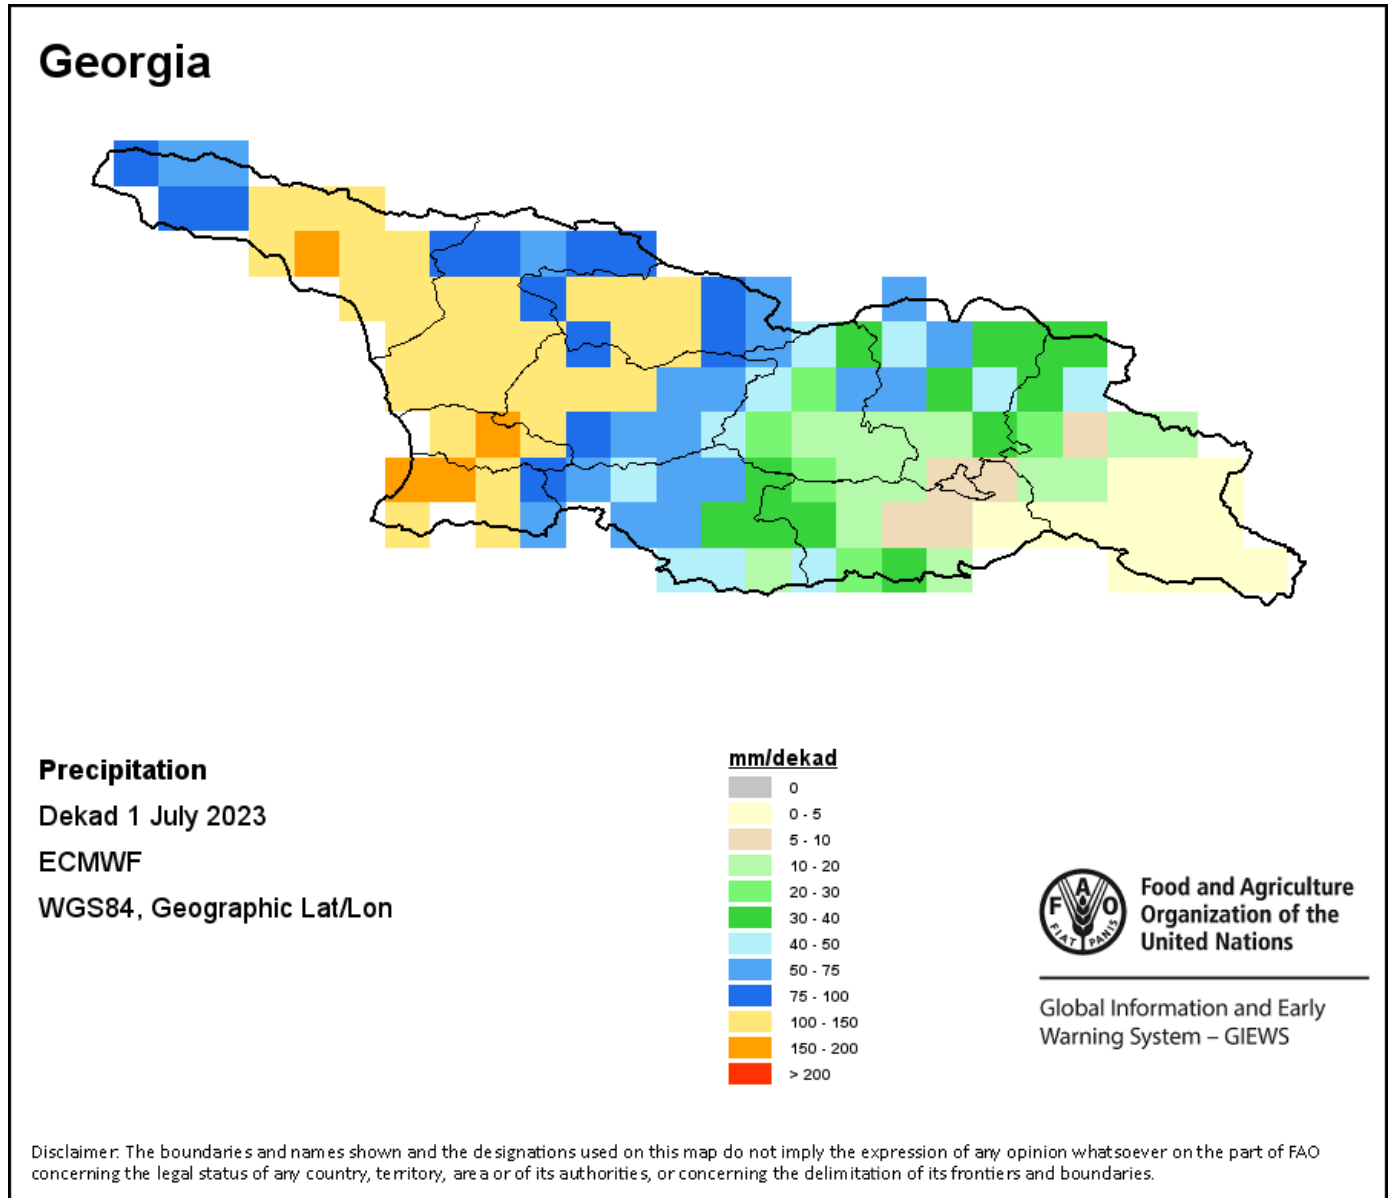 Georgia
Precipitation
Dekad 1 July 2023
ECMWF
WGS84, Geographic Lat/Lon
mm/dekad
0
0 - 5
5 - 10
10 - 20
20 - 30
30 - 40
40 - 50
50 - 75
75 - 100
100 - 150
150 - 200
> 200
F A O
FIAT PANIS
Food and Agriculture
Organization of the
United Nations
Global Information and Early
Warning System – GIEWS
Disclaimer: The boundaries and names shown and the designations used on this map do not imply the expression of any opinion whatsoever on the part of FAO
concerning the legal status of any country, territory, area or of its authorities, or concerning the delimitation of its frontiers and boundaries.